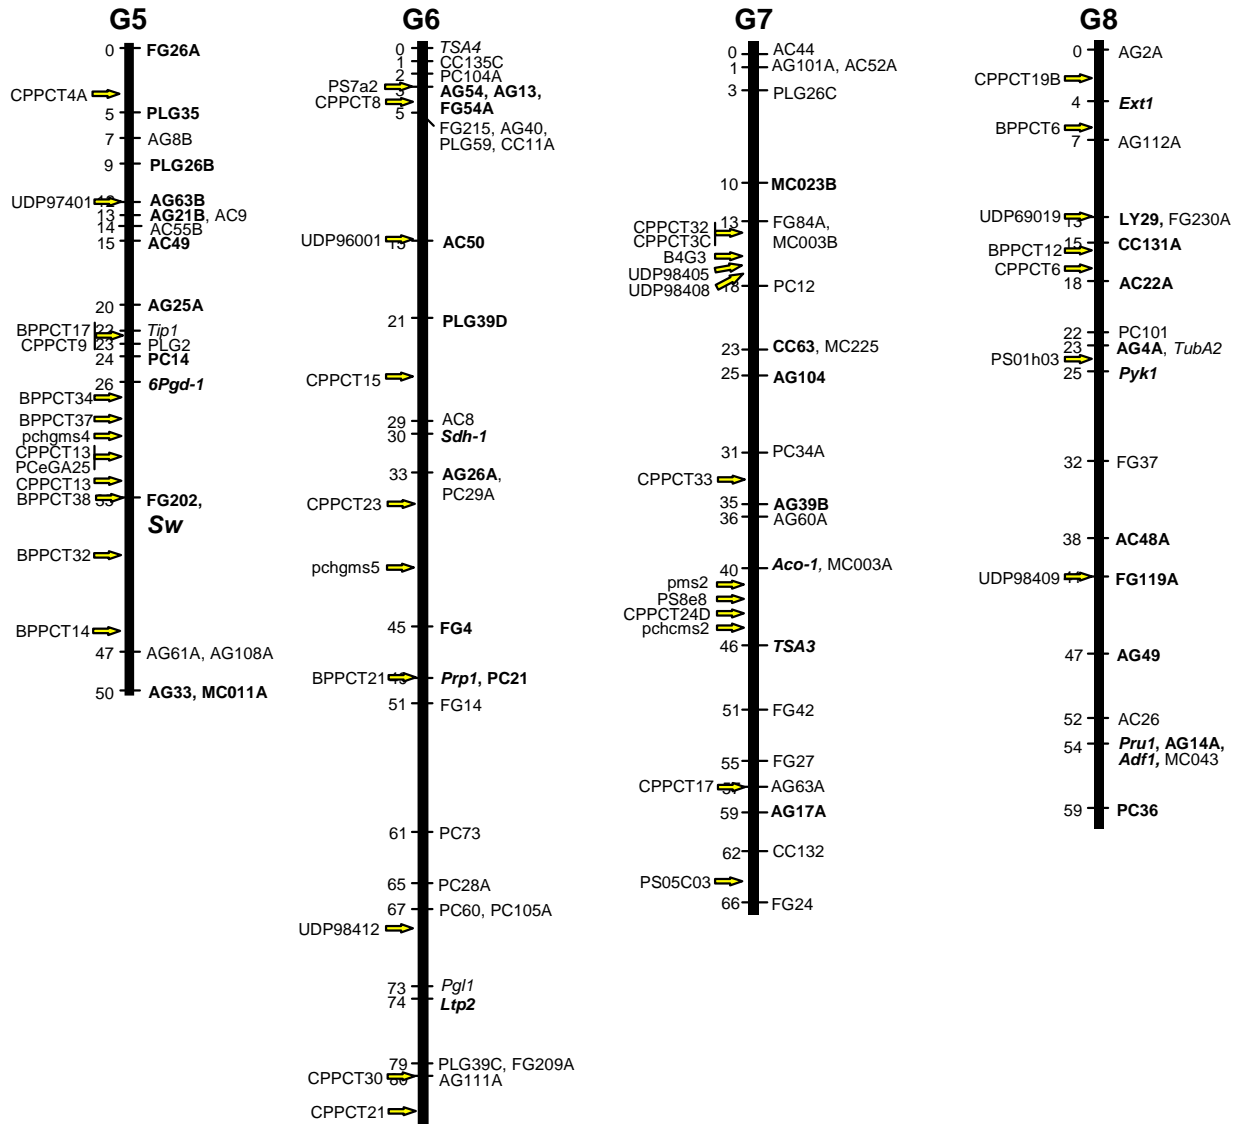 G5
0 FG26A
CPPCT4A
5 PLG35
7 AG8B
9 PLG26B
UDP97401 12 AG63B
13 AG21B, AC9
14 AC55B
15 AC49
20 AG25A
BPPCT17 22 Tip1
CPPCT9 23 PLG2
24 PC14
26 6Pgd-1
BPPCT34
BPPCT37
pchgms4
CPPCT13
PCeGA25
CPPCT13
BPPCT38 FG202,
Sw
BPPCT32
BPPCT14
47 AG61A, AG108A
50 AG33, MC011A
G6
0 TSA4
1 CC135C
2 PC104A
PS7a2 3 AG54, AG13,
CPPCT8 FG54A
5
FG215, AG40,
PLG59, CC11A
UDP96001 15 AC50
21 PLG39D
CPPCT15
29 AC8
30 Sdh-1
33 AG26A,
PC29A
CPPCT23
pchgms5
45 FG4
BPPCT21 Prp1, PC21
51 FG14
61 PC73
65 PC28A
67 PC60, PC105A
UDP98412
73 Pgl1
74 Ltp2
79 PLG39C, FG209A
CPPCT30 80 AG111A
CPPCT21
G7
0 AC44
1 AG101A, AC52A
3 PLG26C
10 MC023B
13 FG84A,
MC003B
CPPCT32
CPPCT3C
B4G3
UDP98405
UDP98408
18 PC12
23 CC63, MC225
25 AG104
31 PC34A
CPPCT33
35 AG39B
36 AG60A
40 Aco-1, MC003A
pms2
PS8e8
CPPCT24D
pchcms2
46 TSA3
51 FG42
55 FG27
CPPCT17 57 AG63A
59 AG17A
62 CC132
PS05C03
66 FG24
G8
0 AG2A
CPPCT19B
4 Ext1
BPPCT6
7 AG112A
UDP69019 13 LY29, FG230A
15 CC131A
BPPCT12
CPPCT6
18 AC22A
22 PC101
23 AG4A, TubA2
PS01h03
25 Pyk1
32 FG37
38 AC48A
UDP98409 FG119A
47 AG49
52 AC26
54 Pru1, AG14A,
Adf1, MC043
59 PC36